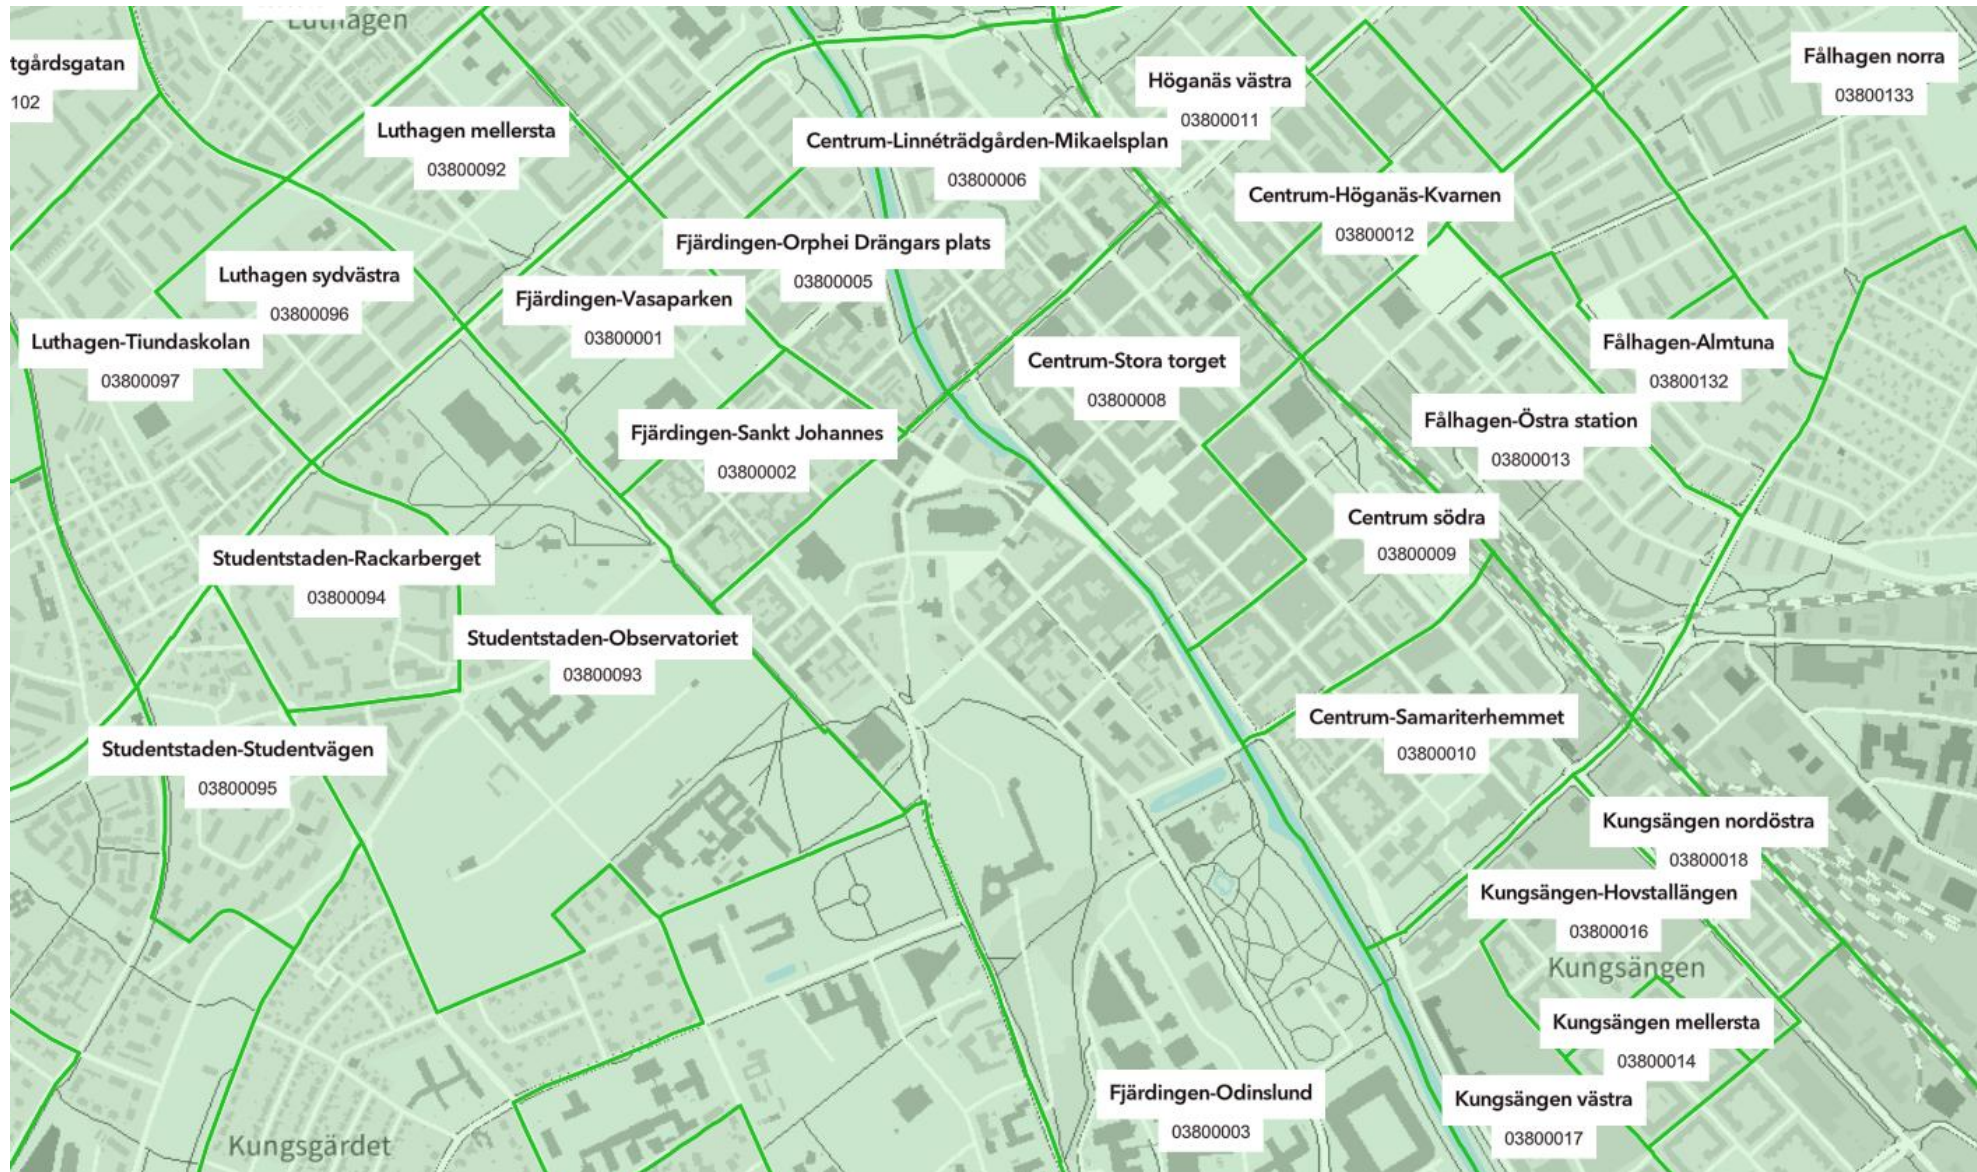 Luthagen
tgårdsgatan
102
Fålhagen norra
03800133
Höganäs västra
03800011
Luthagen mellersta
03800092
Centrum-Linnéträdgården-Mikaelsplan
03800006
Centrum-Höganäs-Kvarnen
03800012
Fjärdingen-Orphei Drängars plats
03800005
Luthagen sydvästra
03800096
Fjärdingen-Vasaparken
03800001
Luthagen-Tiundaskolan
03800097
Fålhagen-Almtuna
03800132
Centrum-Stora torget
03800008
Fålhagen-Östra station
03800013
Fjärdingen-Sankt Johannes
03800002
Centrum södra
03800009
Studentstaden-Rackarberget
03800094
Studentstaden-Observatoriet
03800093
Centrum-Samariterhemmet
03800010
Studentstaden-Studentvägen
03800095
Kungsängen nordöstra
03800018
Kungsängen-Hovstallängen
03800016
Kungsängen
Kungsängen mellersta
03800014
Fjärdingen-Odinslund
03800003
Kungsängen västra
03800017
Kungsgärdet